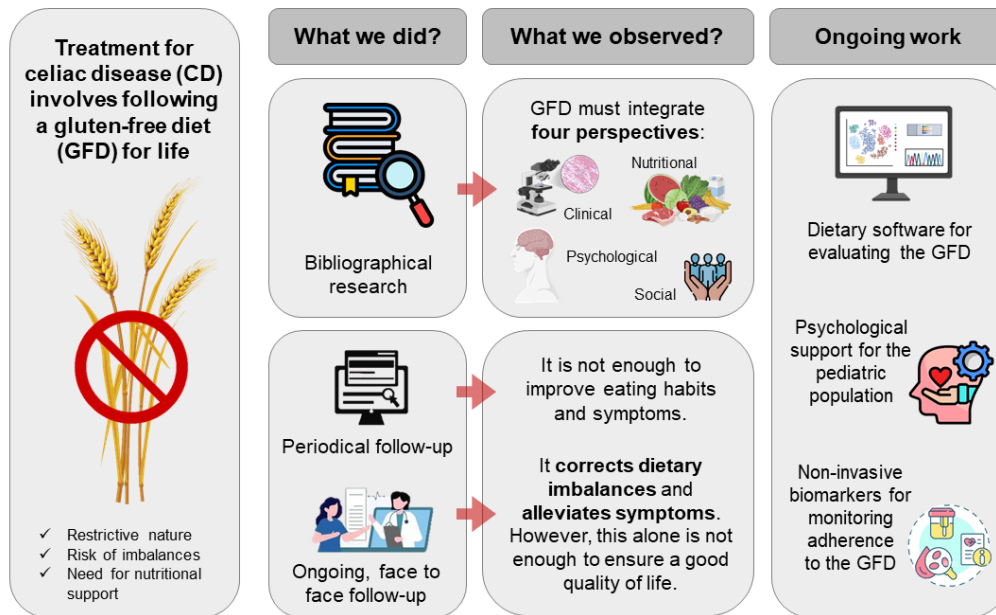 Treatment for
celiac disease (CD)
involves following
a gluten-free diet
(GFD) for life
✓ Restrictive nature
✓ Risk of imbalances
✓ Need for nutritional
support
What we did?
Bibliographical
research
Periodical follow-up
Ongoing, face to
face follow-up
What we observed?
GFD must integrate
four perspectives:
Clinical
Nutritional
Psychological
Social
It is not enough to
improve eating habits
and symptoms.
It corrects dietary
imbalances and
alleviates symptoms.
However, this alone is not
enough to ensure a good
quality of life.
Ongoing work
Dietary software for
evaluating the GFD
Psychological
support for the
pediatric
population
Non-invasive
biomarkers for
monitoring
adherence
to the GFD